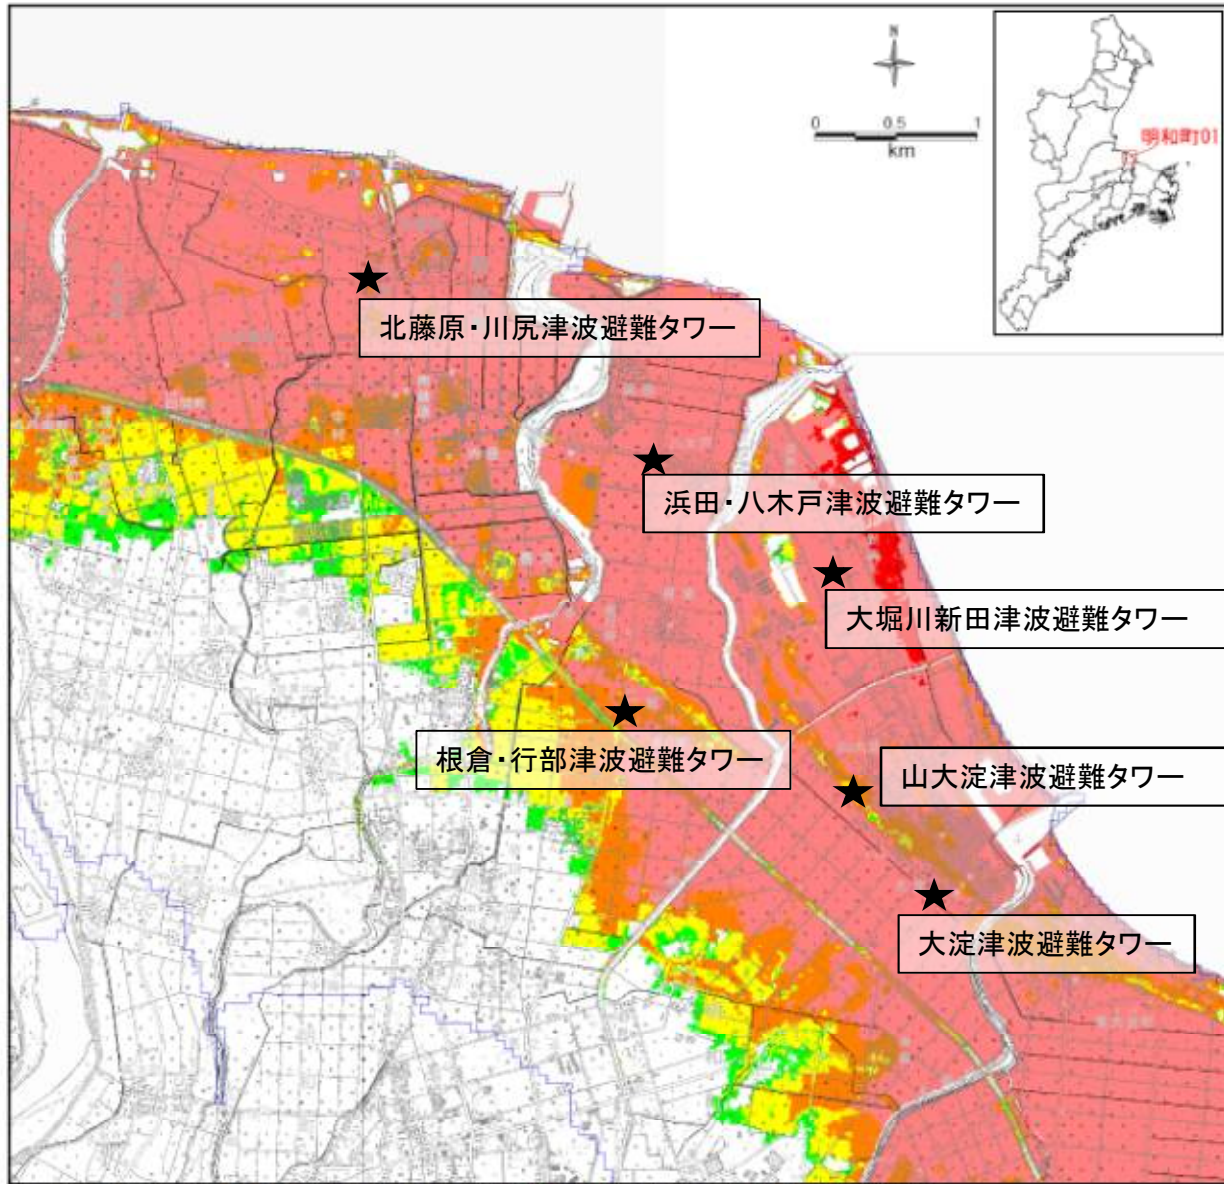 N
0 0.5 1
km
明和町01
北藤原・川尻津波避難タワー
浜田・八木戸津波避難タワー
大堀川新田津波避難タワー
根倉・行部津波避難タワー
山大淀津波避難タワー
大淀津波避難タワー